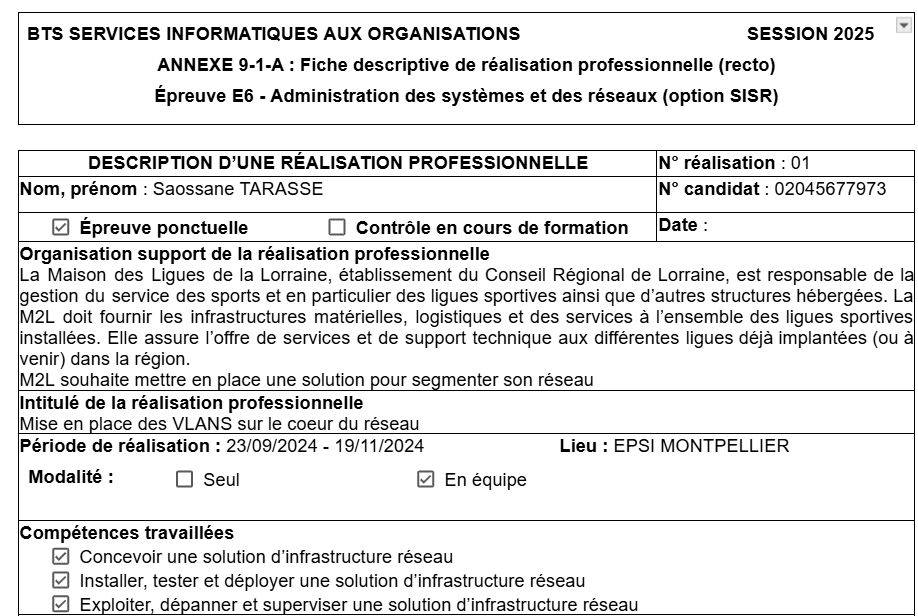 BTS SERVICES INFORMATIQUES AUX ORGANISATIONS SESSION 2025
ANNEXE 9-1-A : Fiche descriptive de réalisation professionnelle (recto)
Épreuve E6 - Administration des systèmes et des réseaux (option SISR)
DESCRIPTION D’UNE RÉALISATION PROFESSIONNELLE N° réalisation : 01
Nom, prénom : Saossane TARASSE N° candidat : 02045677973
Épreuve ponctuelle Contrôle en cours de formation Date :
Organisation support de la réalisation professionnelle
La Maison des Ligues de la Lorraine, établissement du Conseil Régional de Lorraine, est responsable de la
gestion du service des sports et en particulier des ligues sportives ainsi que d’autres structures hébergées. La
M2L doit fournir les infrastructures matérielles, logistiques et des services à l’ensemble des ligues sportives
installées. Elle assure l’offre de services et de support technique aux différentes ligues déjà implantées (ou à
venir) dans la région.
M2L souhaite mettre en place une solution pour segmenter son réseau
Intitulé de la réalisation professionnelle
Mise en place des VLANS sur le coeur du réseau
Période de réalisation : 23/09/2024 - 19/11/2024 Lieu : EPSI MONTPELLIER
Modalité : Seul En équipe
Compétences travaillées
Concevoir une solution d’infrastructure réseau
Installer, tester et déployer une solution d’infrastructure réseau
Exploiter, dépanner et superviser une solution d’infrastructure réseau